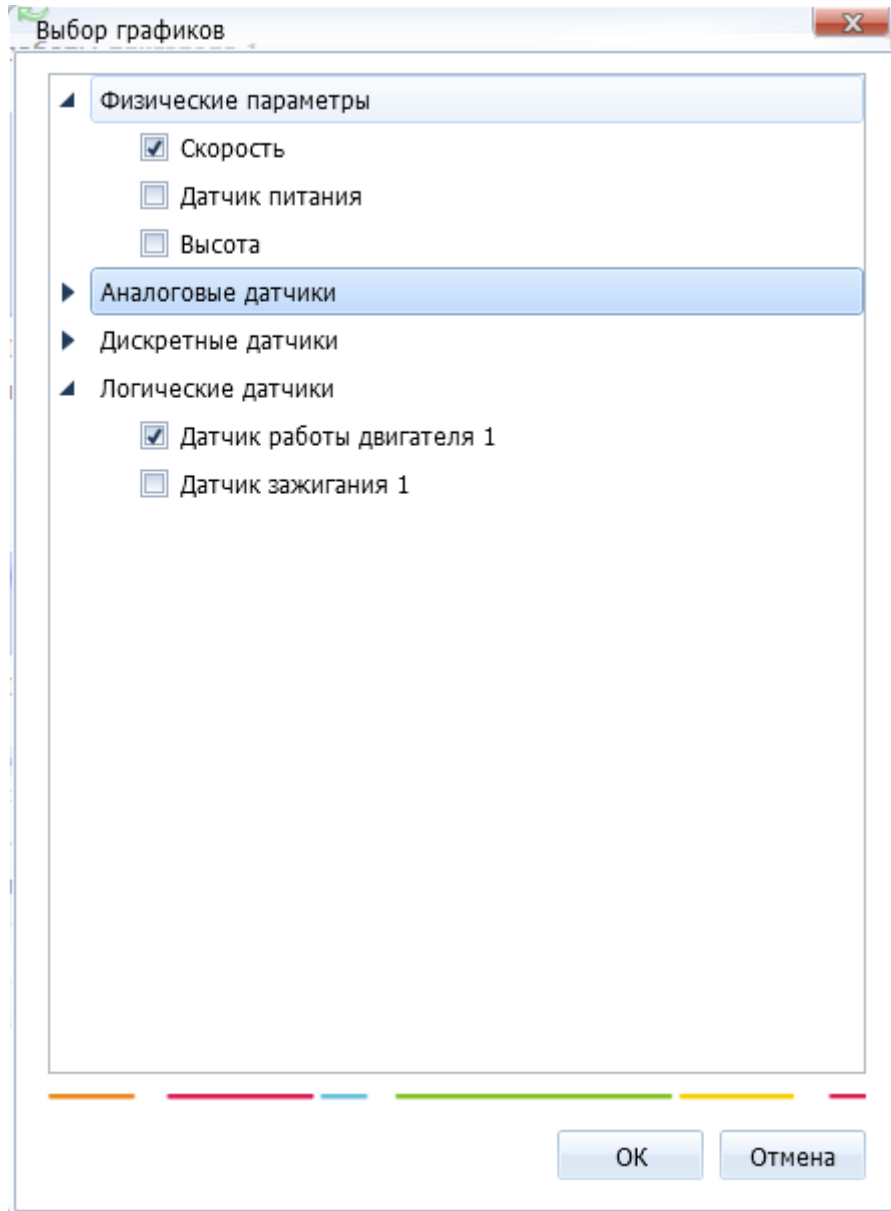 Выбор графиков
Физические параметры
Скорость
Датчик питания
Высота
Аналоговые датчики
Дискретные датчики
Логические датчики
Датчик работы двигателя 1
Датчик зажигания 1
ОК
Отмена